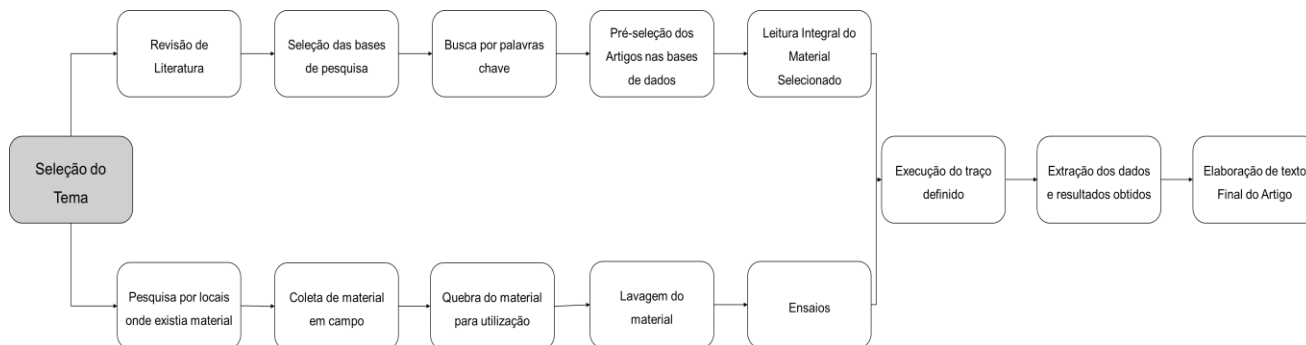 Seleção do
Tema
Revisão de
Literatura
Seleção das bases
de pesquisa
Busca por palavras
chave
Pré-seleção dos
Artigos nas bases
de dados
Leitura Integral do
Material
Selecionado
Pesquisa por locais
onde existia material
Coleta de material
em campo
Quebra do material
para utilização
Lavagem do
material
Ensaios
Execução do traço
definido
Extração dos dados
e resultados obtidos
Elaboração de texto
Final do Artigo